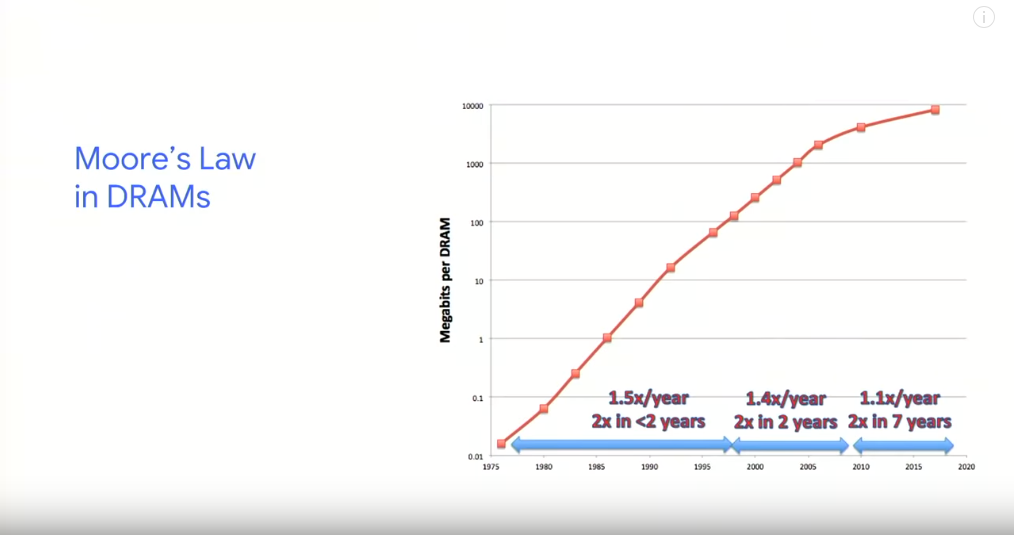 Moore's Law
in DRAMs
Megabits per DRAM
10000
1000
100
10
1
0.1
0.01
1.5x/year
2x in <2 years
1.4x/year
2x in 2 years
1.1x/year
2x in 7 years
1975
1980
1985
1990
1995
2000
2005
2010
2015
2020